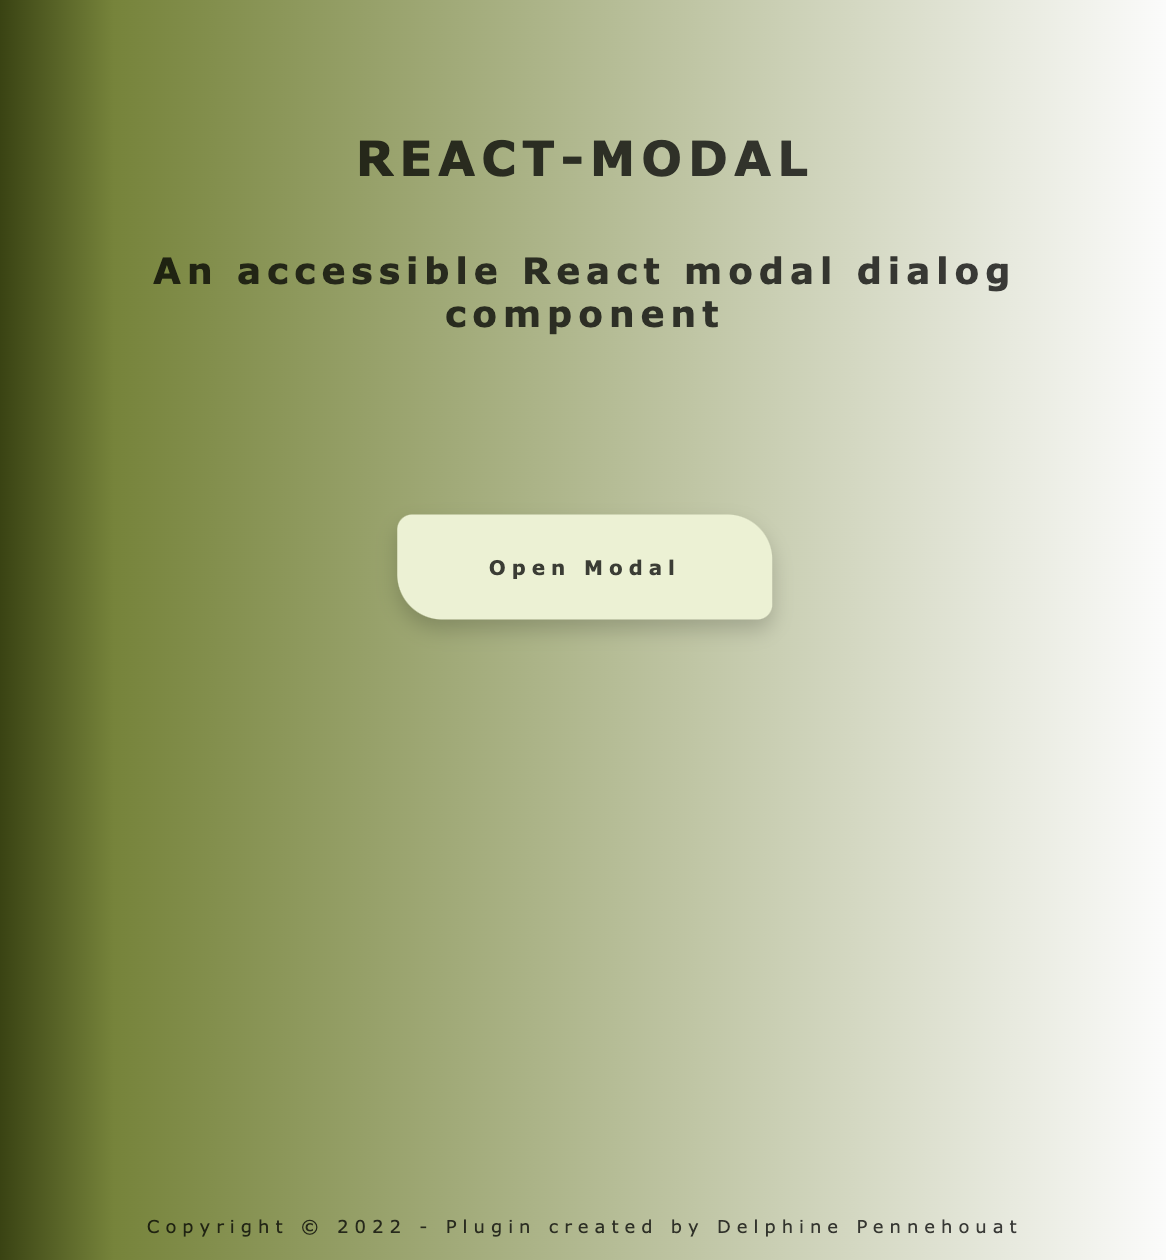 REACT-MODAL
An accessible React modal dialog
component
Open Modal
Copyright © 2022 - Plugin created by Delphine Pennehouat